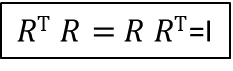 Rᵀ R = R Rᵀ=I